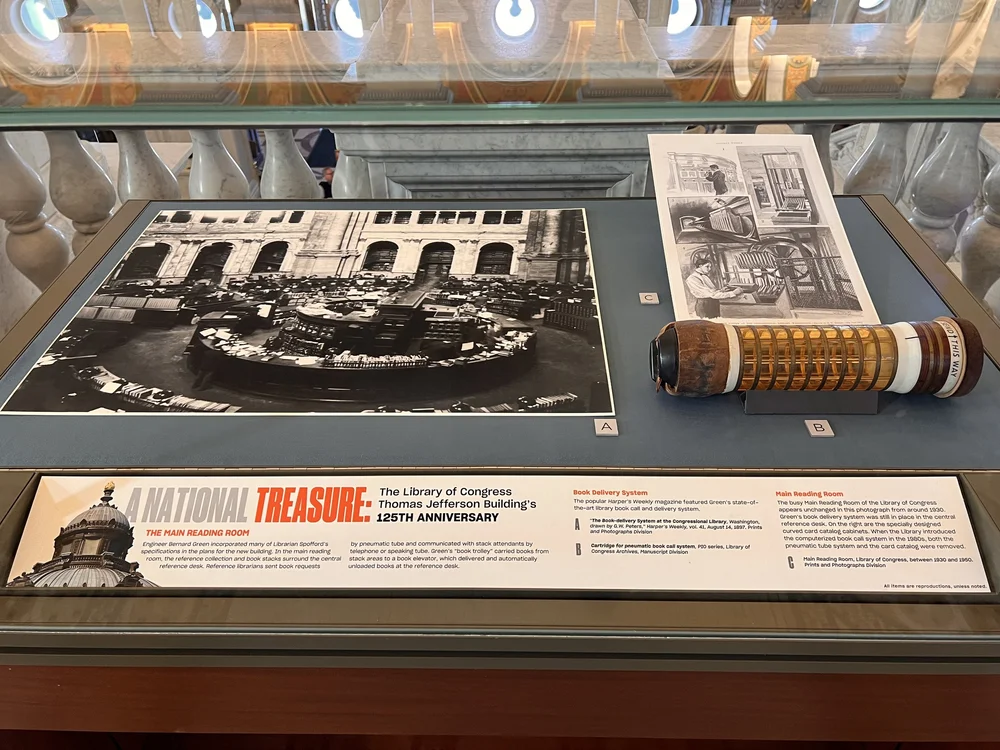 C
THIS WAY
A
B
A NATIONAL TREASURE:
The Library of Congress
Thomas Jefferson Building's
125TH ANNIVERSARY
THE MAIN READING ROOM
Engineer Bernard Green incorporated many of Librarian Spofford's
specifications in the plans for the new building. In the main reading
room, the reference collection and book stacks surround the central
reference desk. Reference librarians sent book requests
by pneumatic tube and communicated with stack attendants by
telephone or speaking tube. Green's "book trolley" carried books from
stack areas to a book elevator, which delivered and automatically
unloaded books at the reference desk.
Book Delivery System
The popular Harper's Weekly magazine featured Green's state-of-
the-art library book call and delivery system.
A
"The Book-delivery System at the Congressional Library, Washington,
drawn by G.W. Peters," Harper's Weekly, vol. 41, August 14, 1897. Prints
and Photographs Division
B
Cartridge for pneumatic book call system, PIO series, Library of
Congress Archives, Manuscript Division
Main Reading Room
The busy Main Reading Room of the Library of Congress
appears unchanged in this photograph from around 1930.
Green's book delivery system was still in place in the central
reference desk. On the right are the specially designed
curved card catalog cabinets. When the Library introduced
the computerized book call system in the 1980s, both the
pneumatic tube system and the card catalog were removed.
C
Main Reading Room, Library of Congress, between 1930 and 1950.
Prints and Photographs Division
All items are reproductions, unless noted.